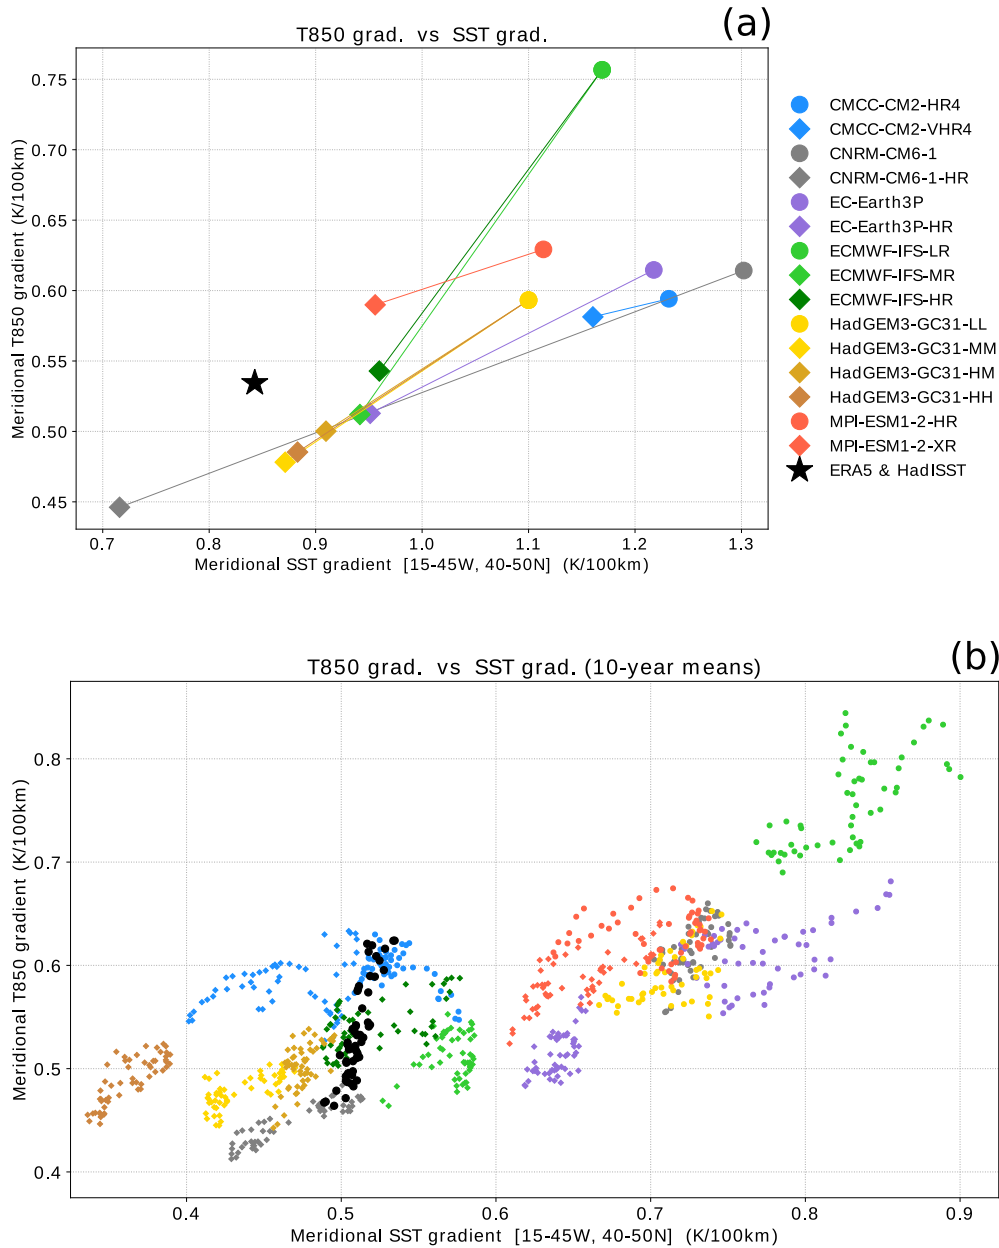 (a)
T850 grad. vs SST grad.
Meridional T850 gradient (K/100km)
0.75
0.70
0.65
0.60
0.55
0.50
0.45
0.7 0.8 0.9 1.0 1.1 1.2 1.3
Meridional SST gradient [15-45W, 40-50N] (K/100km)
CMCC-CM2-HR4
CMCC-CM2-VHR4
CNRM-CM6-1
CNRM-CM6-1-HR
EC-Earth3P
EC-Earth3P-HR
ECMWF-IFS-LR
ECMWF-IFS-MR
ECMWF-IFS-HR
HadGEM3-GC31-LL
HadGEM3-GC31-MM
HadGEM3-GC31-HM
HadGEM3-GC31-HH
MPI-ESM1-2-HR
MPI-ESM1-2-XR
ERA5 & HadISST
(b)
T850 grad. vs SST grad. (10-year means)
Meridional T850 gradient (K/100km)
0.8
0.7
0.6
0.5
0.4
0.4 0.5 0.6 0.7 0.8 0.9
Meridional SST gradient [15-45W, 40-50N] (K/100km)